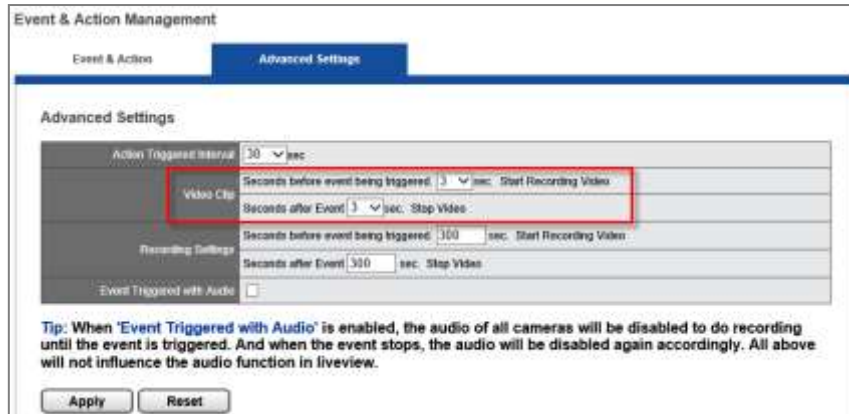 Event & Action Management
Event & Action
Advanced Settings
Advanced Settings
Action Triggered Interval 30 sec
Video Clip
Seconds before event being triggered. 3 sec. Start Recording Video
Seconds after Event 3 sec. Stop Video
Recording Settings
Seconds before event being triggered. 300 sec. Start Recording Video
Seconds after Event 300 sec. Stop Video
Event Triggered with Audio
Tip: When 'Event Triggered with Audio' is enabled, the audio of all cameras will be disabled to do recording
until the event is triggered. And when the event stops, the audio will be disabled again accordingly. All above
will not influence the audio function in liveview.
Apply
Reset